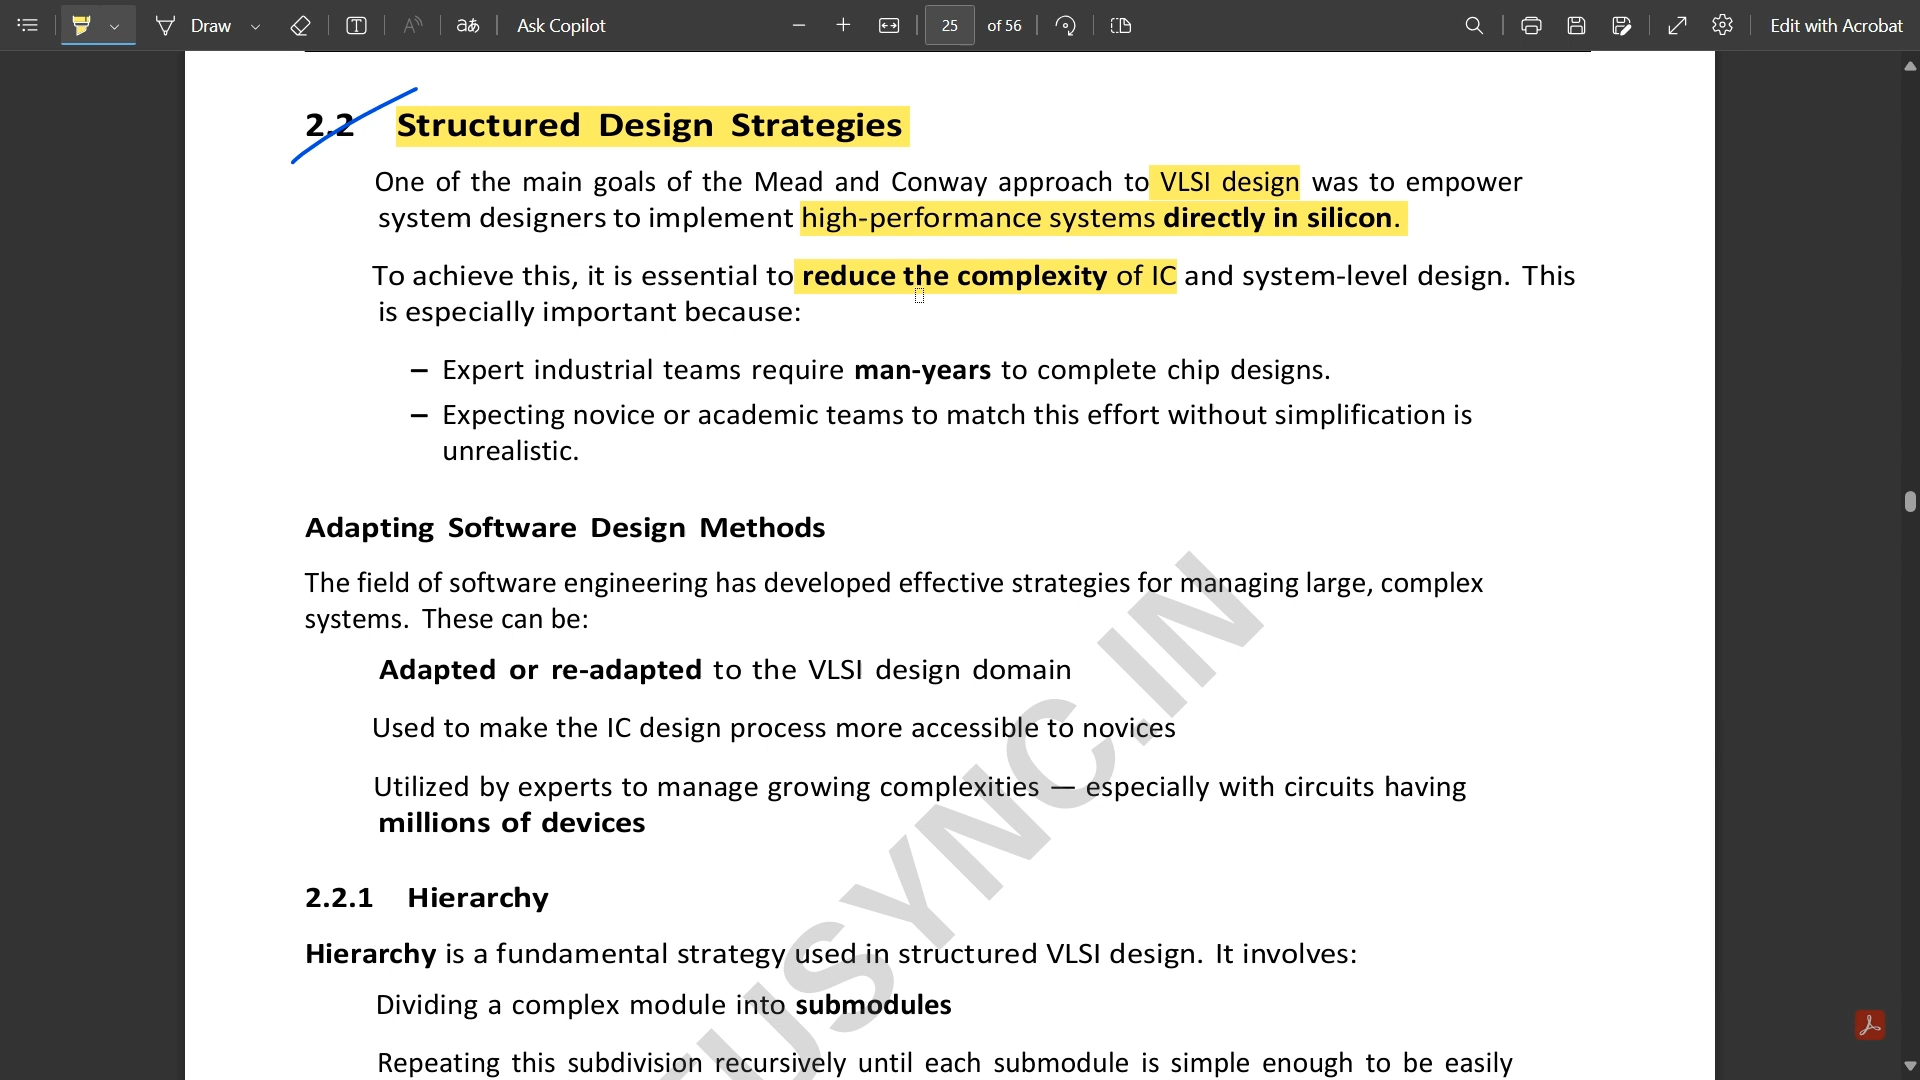 Draw
T
A
aあ
Ask Copilot
25
of 56
Edit with Acrobat
2.2 Structured Design Strategies
One of the main goals of the Mead and Conway approach to VLSI design was to empower
system designers to implement high-performance systems directly in silicon.
To achieve this, it is essential to reduce the complexity of IC and system-level design. This
is especially important because:
– Expert industrial teams require man-years to complete chip designs.
– Expecting novice or academic teams to match this effort without simplification is
unrealistic.
Adapting Software Design Methods
The field of software engineering has developed effective strategies for managing large, complex
systems. These can be:
Adapted or re-adapted to the VLSI design domain
Used to make the IC design process more accessible to novices
Utilized by experts to manage growing complexities — especially with circuits having
millions of devices
2.2.1 Hierarchy
Hierarchy is a fundamental strategy used in structured VLSI design. It involves:
Dividing a complex module into submodules
Repeating this subdivision recursively until each submodule is simple enough to be easily
USYNC.IN